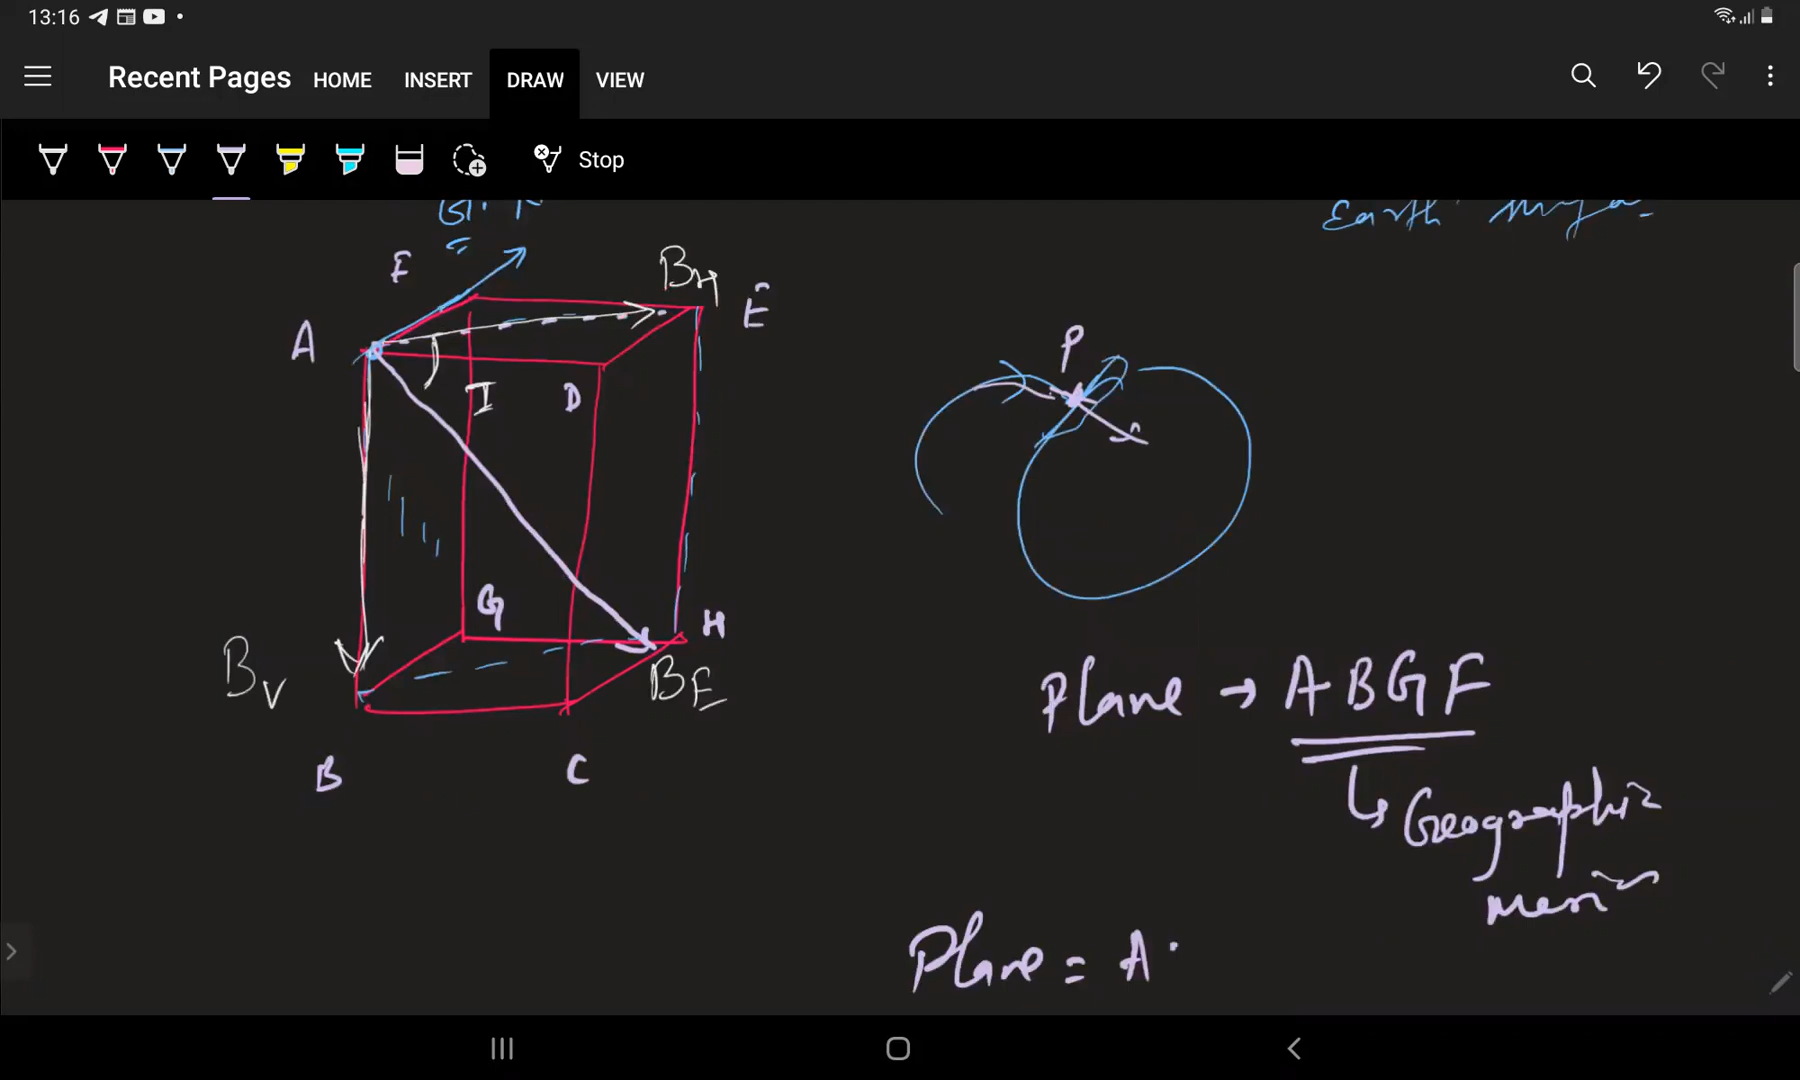 13:16
Recent Pages HOME INSERT DRAW VIEW
Stop
Earth
F
BH
E
A
I
D
P
G
H
BV
BE
Plane → ABGF
B
C
Geographic
Plane = A